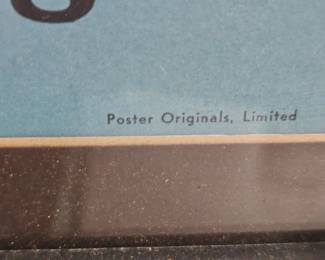 Poster Originals, Limited